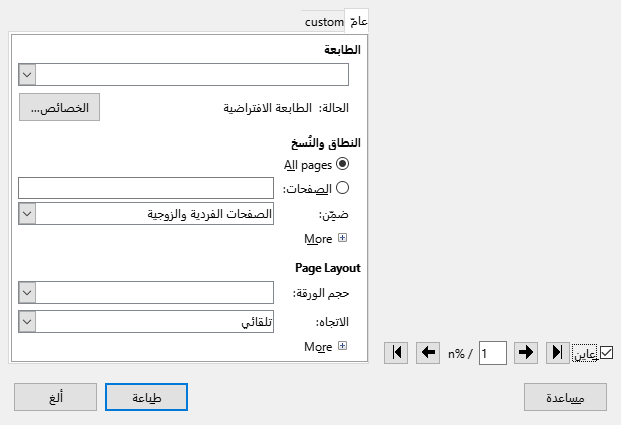 عامّ
custom
الطابعة
الحالة: الطابعة الافتراضية
الخصائص...
النطاق والنُسخ
All pages
الصفحات:
ضمّن:
الصفحات الفردية والزوجية
More
Page Layout
حجم الورقة:
الاتجاه:
تلقائي
More
عاين
1
n% /
مساعدة
طباعة
ألغ